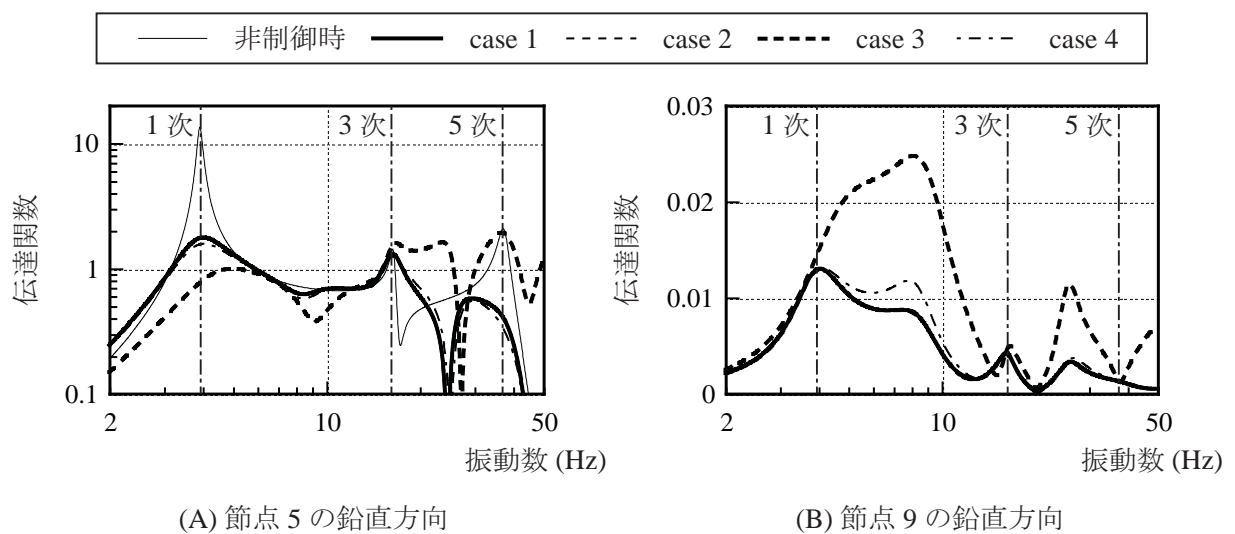 非制御時 case 1 case 2 case 3 case 4
1 次 3 次 5 次
10
1
0.1
2 10 50
伝達関数
振動数 (Hz)
(A) 節点 5 の鉛直方向
1 次 3 次 5 次
0.03
0.02
0.01
0
2 10 50
伝達関数
振動数 (Hz)
(B) 節点 9 の鉛直方向